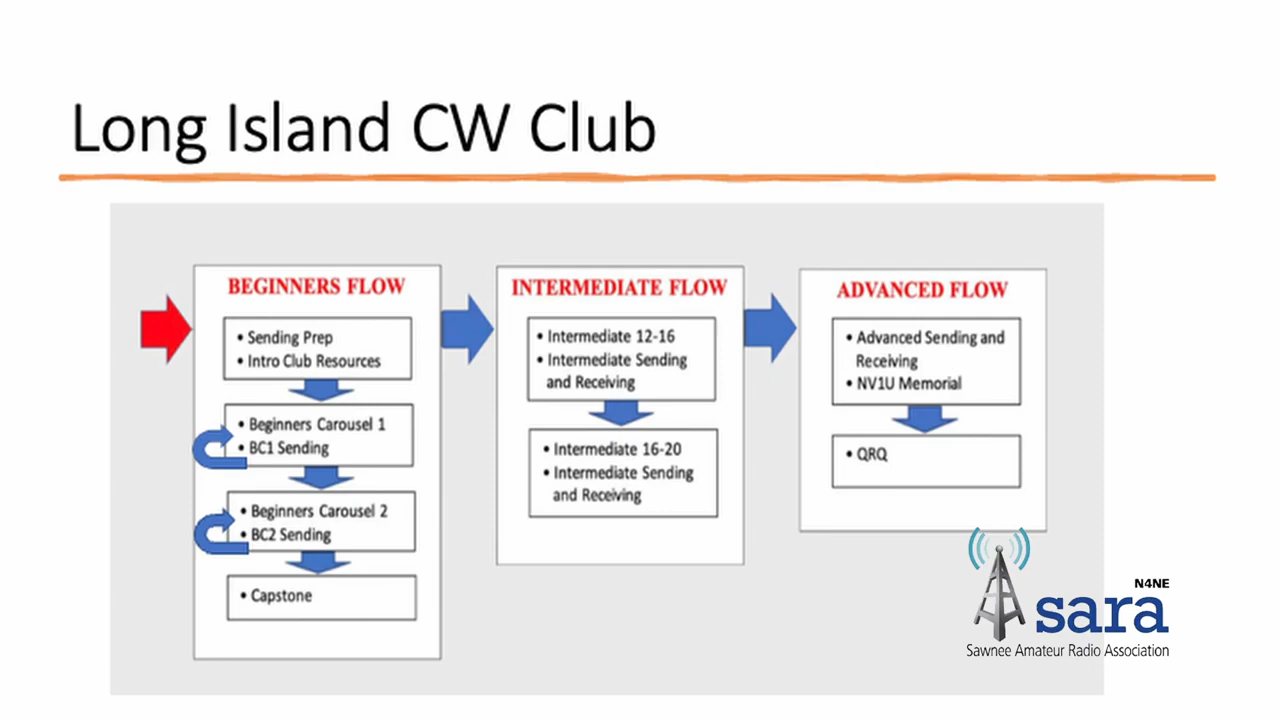 Long Island CW Club
BEGINNERS FLOW
• Sending Prep
• Intro Club Resources
• Beginners Carousel 1
• BC1 Sending
• Beginners Carousel 2
• BC2 Sending
• Capstone
INTERMEDIATE FLOW
• Intermediate 12-16
• Intermediate Sending
and Receiving
• Intermediate 16-20
• Intermediate Sending
and Receiving
ADVANCED FLOW
• Advanced Sending and
Receiving
• NV1U Memorial
• QRQ
N4NE
sara
Sawnee Amateur Radio Association